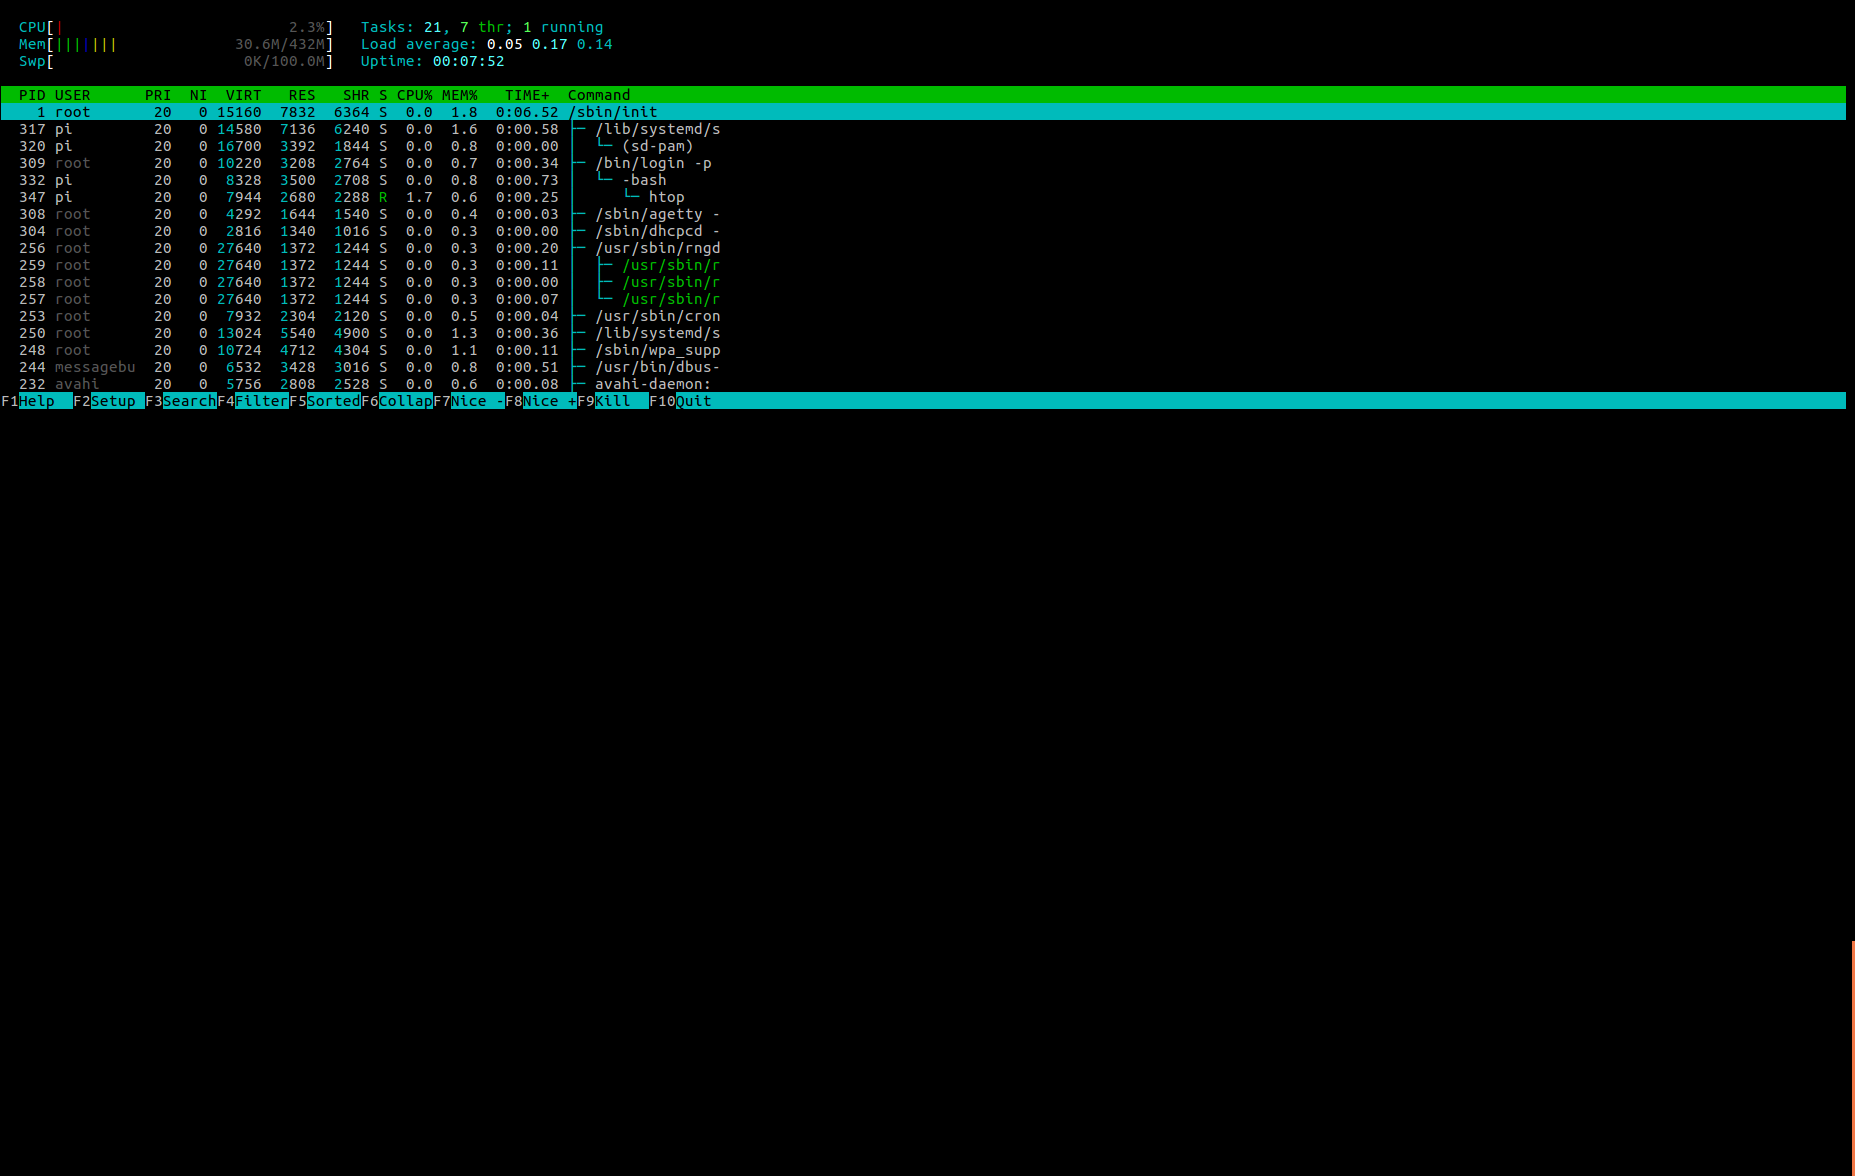 CPU[| 2.3%] Tasks: 21, 7 thr; 1 running
Mem[||||||| 30.6M/432M] Load average: 0.05 0.17 0.14
Swp[ 0K/100.0M] Uptime: 00:07:52
PID USER PRI NI VIRT RES SHR S CPU% MEM% TIME+ Command
1 root 20 0 15160 7832 6364 S 0.0 1.8 0:06.52 /sbin/init
317 pi 20 0 14580 7136 6240 S 0.0 1.6 0:00.58 ├─ /lib/systemd/s
320 pi 20 0 16700 3392 1844 S 0.0 0.8 0:00.00 │ └─ (sd-pam)
309 root 20 0 10220 3208 2764 S 0.0 0.7 0:00.34 ├─ /bin/login -p
332 pi 20 0 8328 3500 2708 S 0.0 0.8 0:00.73 │ └─ -bash
347 pi 20 0 7944 2680 2288 R 1.7 0.6 0:00.25 │ └─ htop
308 root 20 0 4292 1644 1540 S 0.0 0.4 0:00.03 ├─ /sbin/agetty -
304 root 20 0 2816 1340 1016 S 0.0 0.3 0:00.00 ├─ /sbin/dhcpcd -
256 root 20 0 27640 1372 1244 S 0.0 0.3 0:00.20 ├─ /usr/sbin/rngd
259 root 20 0 27640 1372 1244 S 0.0 0.3 0:00.11 │ ├─ /usr/sbin/r
258 root 20 0 27640 1372 1244 S 0.0 0.3 0:00.00 │ ├─ /usr/sbin/r
257 root 20 0 27640 1372 1244 S 0.0 0.3 0:00.07 │ └─ /usr/sbin/r
253 root 20 0 7932 2304 2120 S 0.0 0.5 0:00.04 ├─ /usr/sbin/cron
250 root 20 0 13024 5540 4900 S 0.0 1.3 0:00.36 ├─ /lib/systemd/s
248 root 20 0 10724 4712 4304 S 0.0 1.1 0:00.11 ├─ /sbin/wpa_supp
244 messagebu 20 0 6532 3428 3016 S 0.0 0.8 0:00.51 ├─ /usr/bin/dbus-
232 avahi 20 0 5756 2808 2528 S 0.0 0.6 0:00.08 ├─ avahi-daemon:
F1Help F2Setup F3SearchF4FilterF5SortedF6CollapF7Nice -F8Nice +F9Kill F10Quit